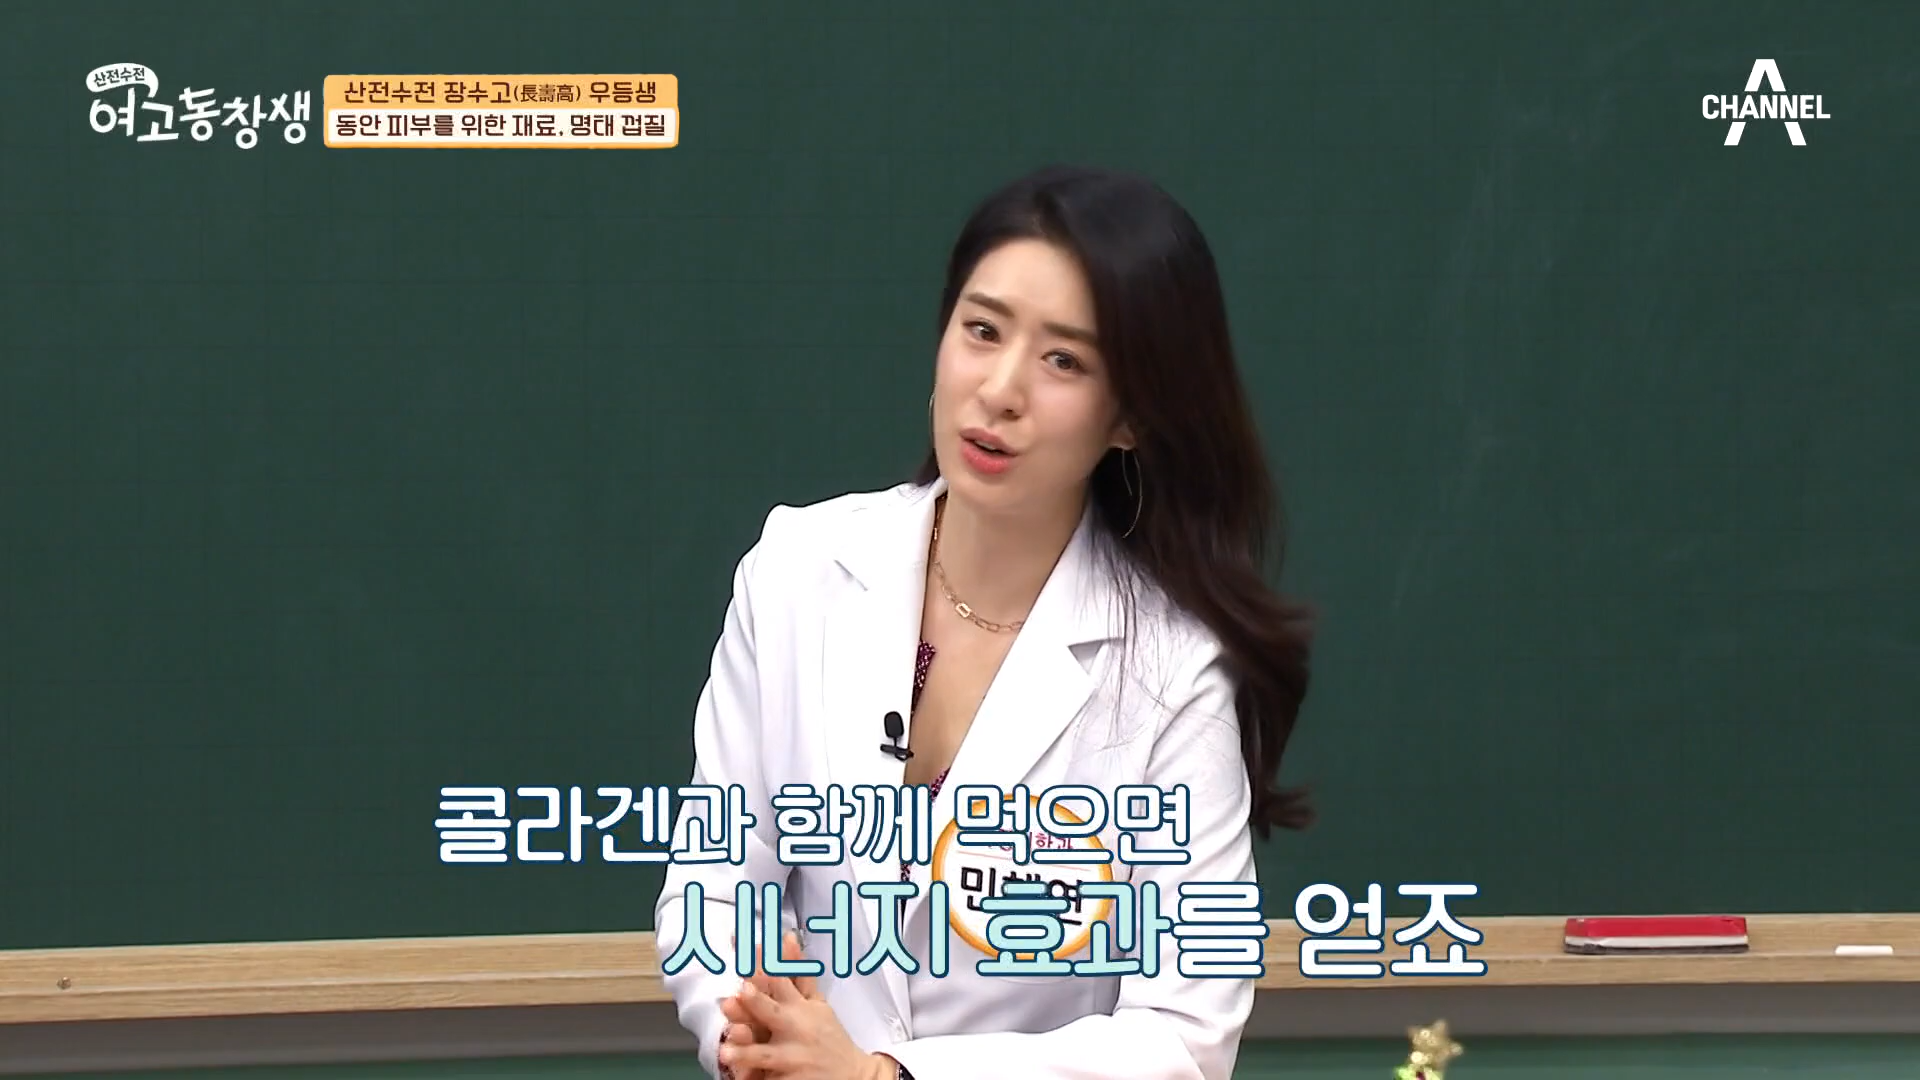 산전수전
여고동창생
산전수전 장수고(長壽高) 우등생
동안 피부를 위한 재료, 명태 껍질
CHANNEL A
콜라겐과 함께 먹으면
시너지 효과를 얻죠